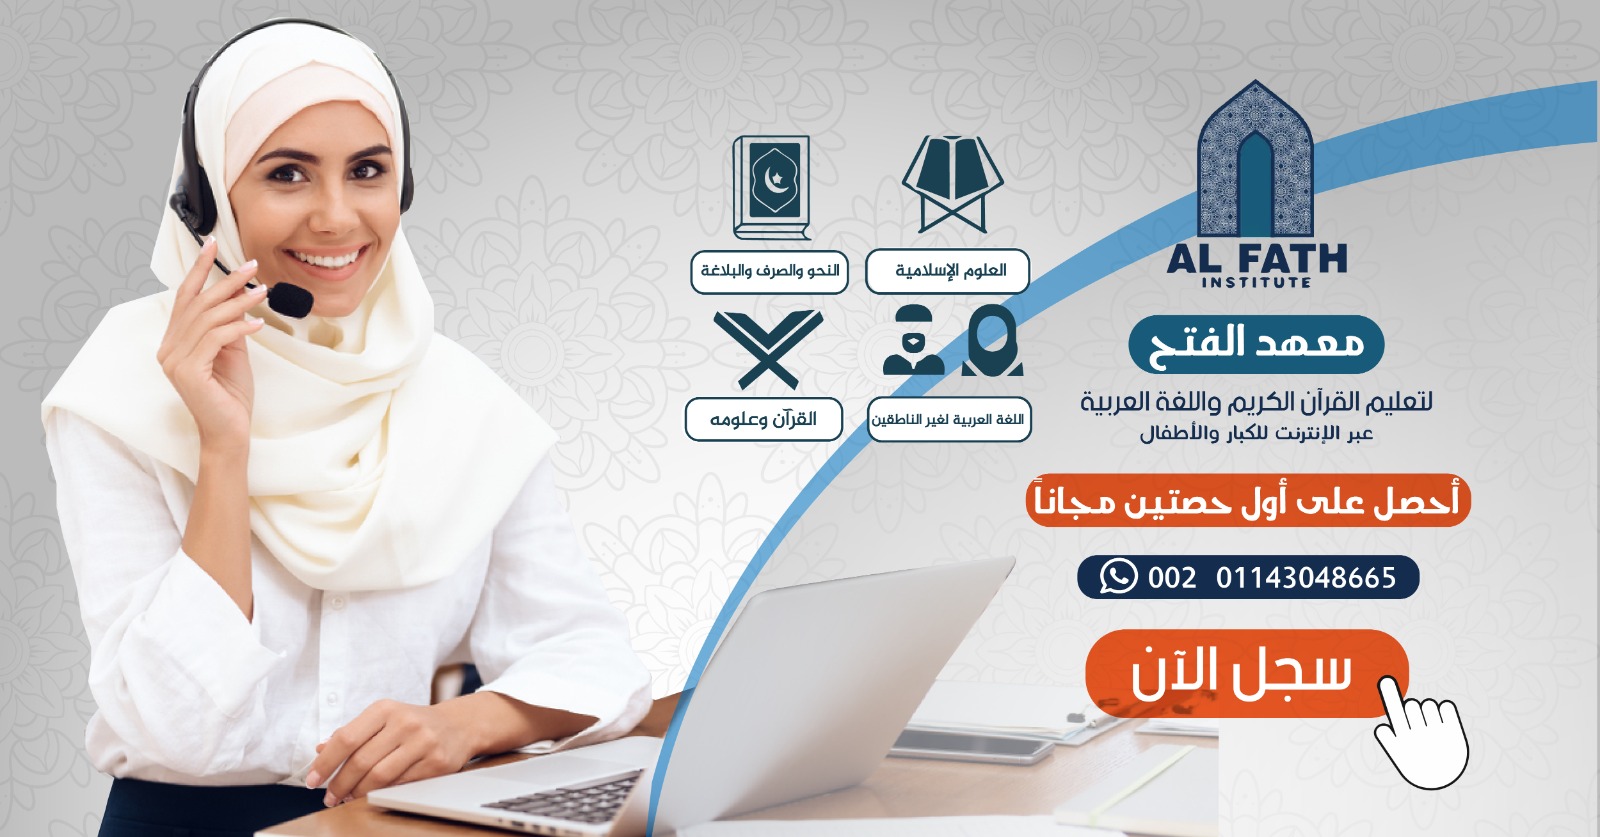 AL FATH
INSTITUTE
معهد الفتح
لتعليم القرآن الكريم واللغة العربية
عبر الإنترنت للكبار والأطفال
أحصل على أول حصتين مجاناً
002 01143048665
سجل الآن
العلوم الإسلامية
النحو والصرف والبلاغة
اللغة العربية لغير الناطقين
القرآن وعلومه